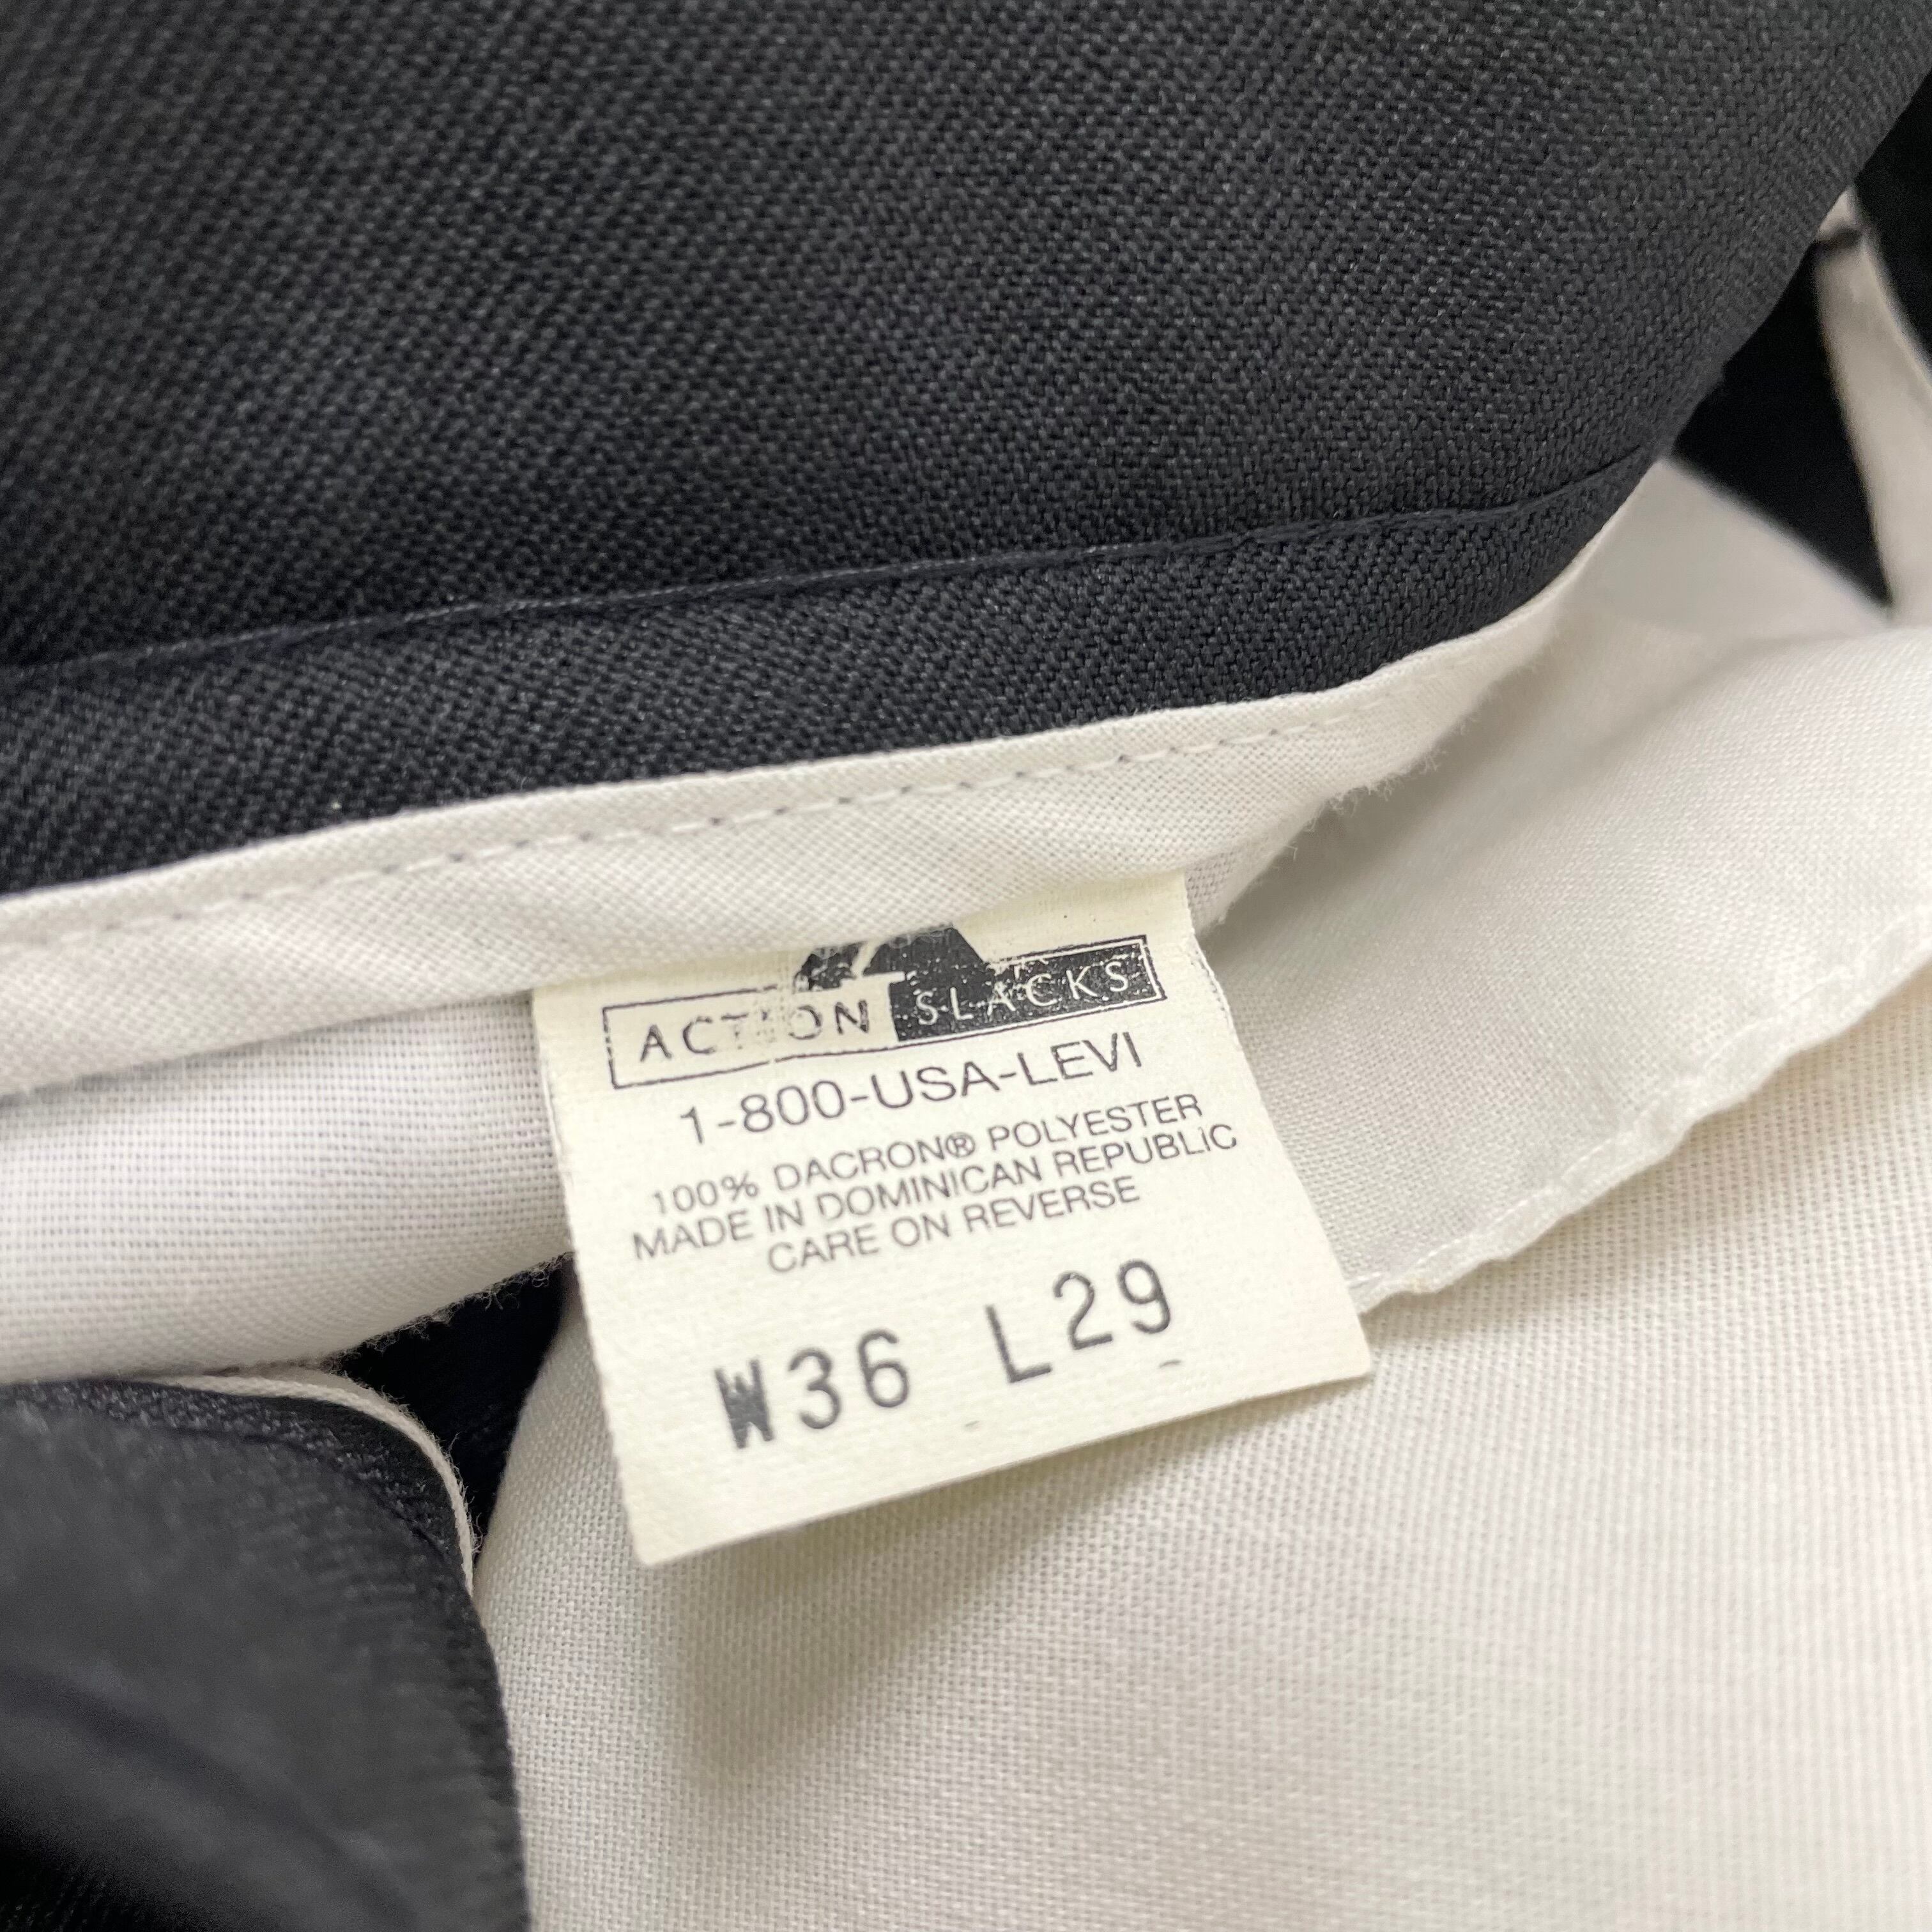 ACTION SLACKS
1-800-USA-LEVI
100% DACRON® POLYESTER
MADE IN DOMINICAN REPUBLIC
CARE ON REVERSE
W36 L29